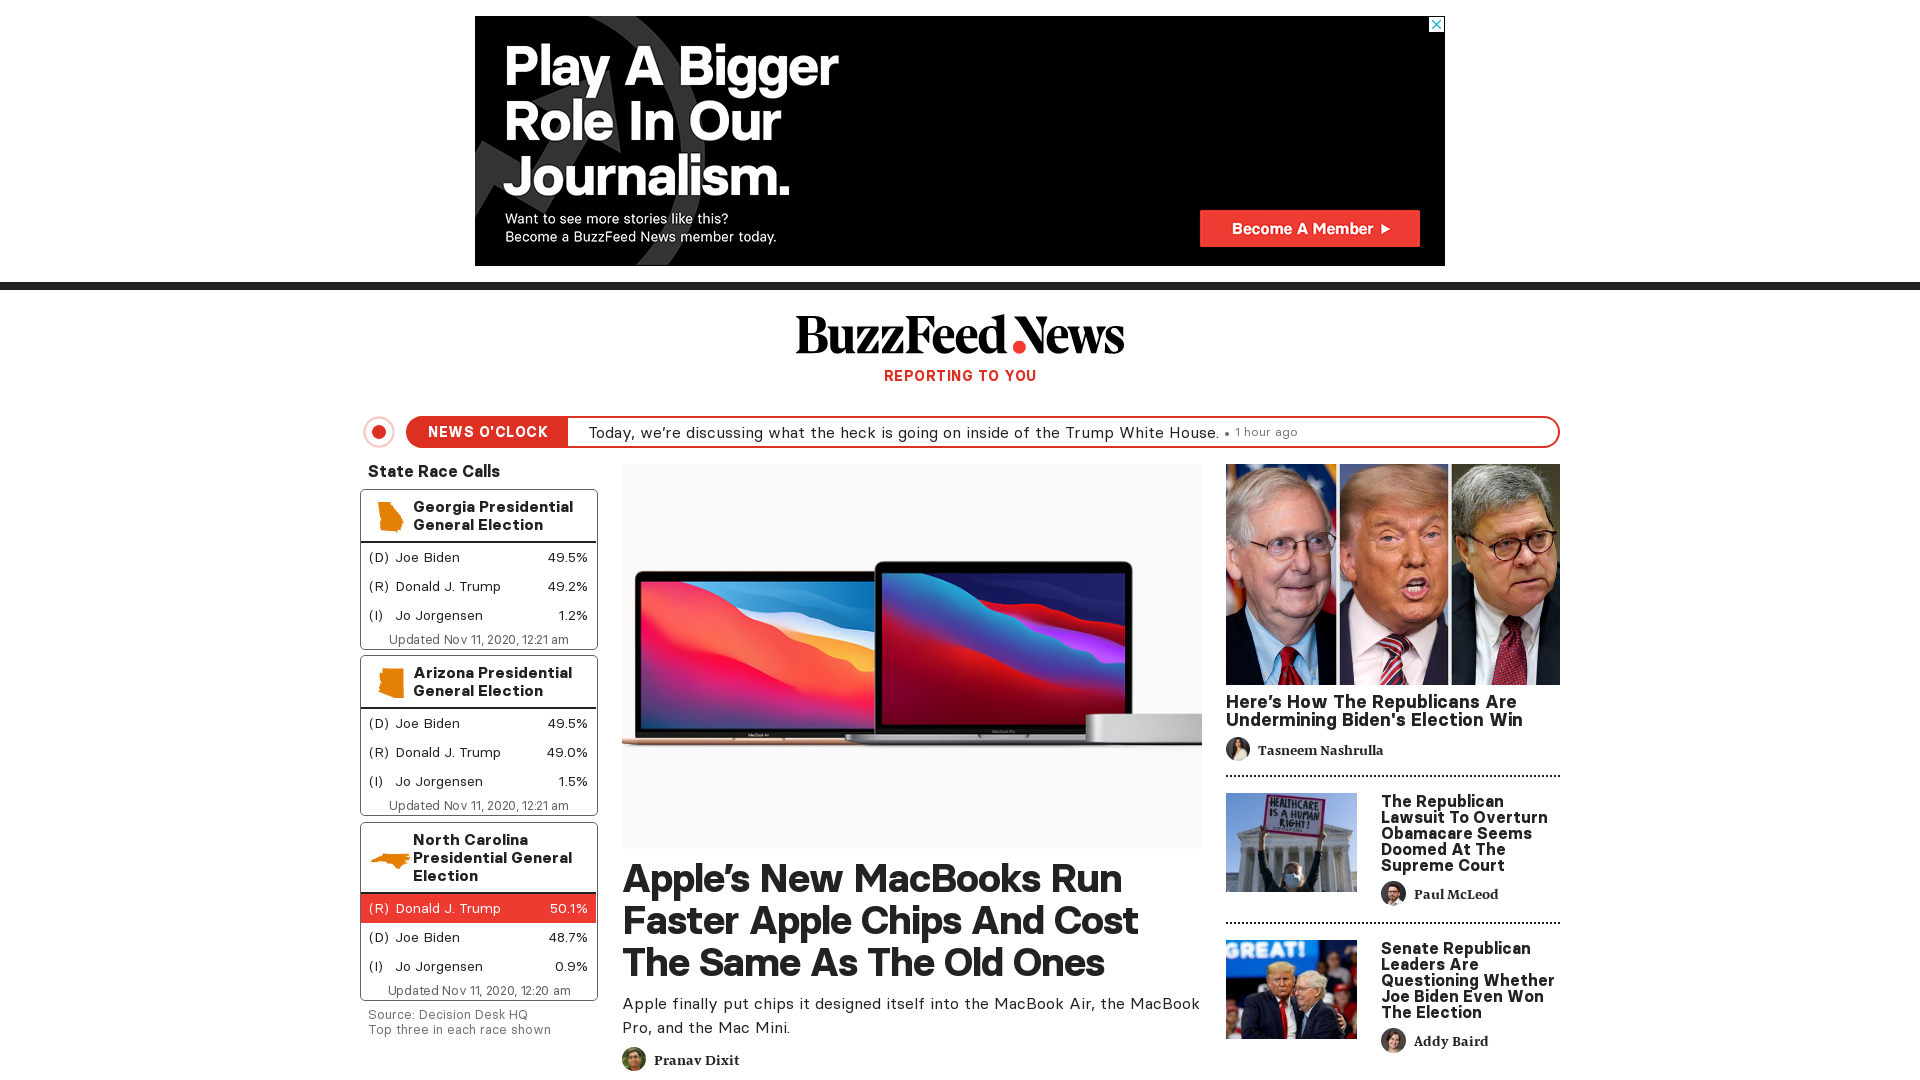 Play A Bigger
Role In Our
Journalism.
Want to see more stories like this?
Become a BuzzFeed News member today.
Become A Member
BuzzFeed News
REPORTING TO YOU
NEWS O'CLOCK
Today, we’re discussing what the heck is going on inside of the Trump White House. • 1 hour ago
State Race Calls
Georgia Presidential
General Election
(D) Joe Biden 49.5%
(R) Donald J. Trump 49.2%
(I) Jo Jorgensen 1.2%
Updated Nov 11, 2020, 12:21 am
Arizona Presidential
General Election
(D) Joe Biden 49.5%
(R) Donald J. Trump 49.0%
(I) Jo Jorgensen 1.5%
Updated Nov 11, 2020, 12:21 am
North Carolina
Presidential General
Election
(R) Donald J. Trump 50.1%
(D) Joe Biden 48.7%
(I) Jo Jorgensen 0.9%
Updated Nov 11, 2020, 12:20 am
Source: Decision Desk HQ
Top three in each race shown
MacBook Air
MacBook Pro
Apple’s New MacBooks Run
Faster Apple Chips And Cost
The Same As The Old Ones
Apple finally put chips it designed itself into the MacBook Air, the MacBook
Pro, and the Mac Mini.
Pranav Dixit
Here’s How The Republicans Are
Undermining Biden's Election Win
Tasneem Nashrulla
HEALTHCARE
IS A HUMAN
RIGHT!
The Republican
Lawsuit To Overturn
Obamacare Seems
Doomed At The
Supreme Court
Paul McLeod
GREAT!
Senate Republican
Leaders Are
Questioning Whether
Joe Biden Even Won
The Election
Addy Baird